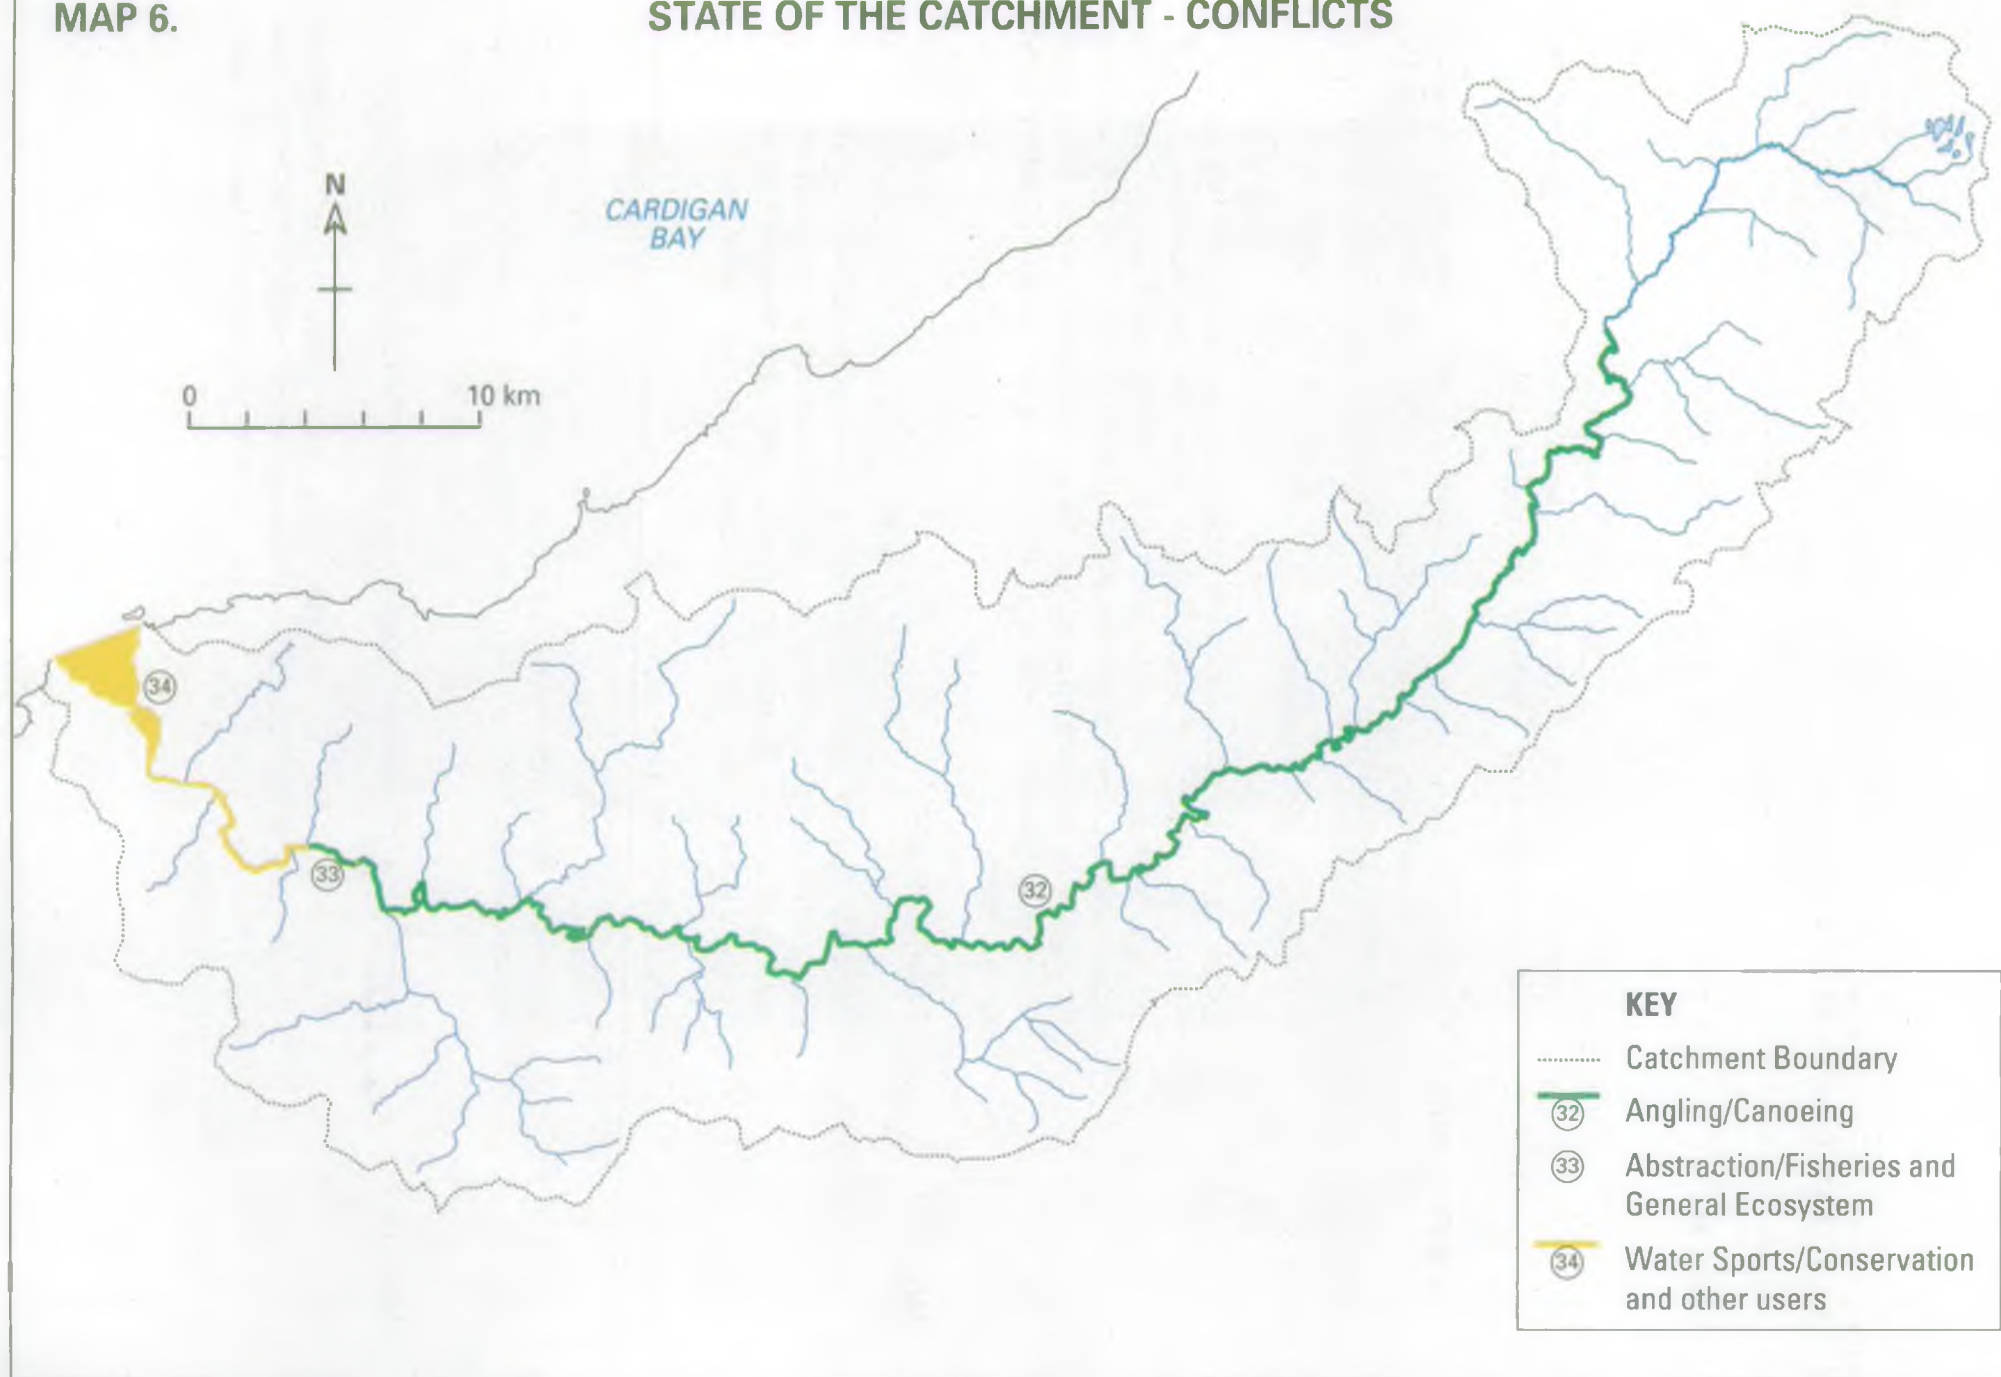 MAP 6.
STATE OF THE CATCHMENT - CONFLICTS
N
CARDIGAN
BAY
0 10 km
34
33
32
KEY
Catchment Boundary
32 Angling/Canoeing
33 Abstraction/Fisheries and
General Ecosystem
34 Water Sports/Conservation
and other users